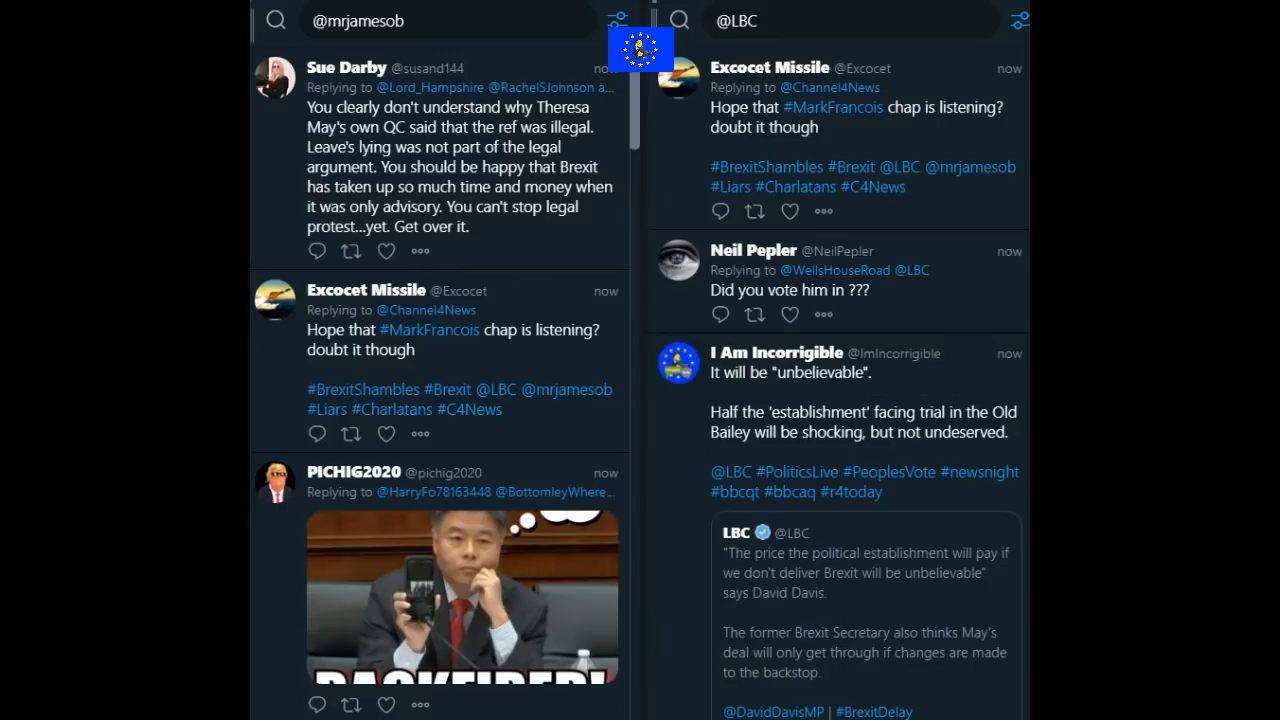 @mrjamesob
Sue Darby @susand144 now
Replying to @Lord_Hampshire @RachelSJohnson a...
You clearly don't understand why Theresa
May's own QC said that the ref was illegal.
Leave's lying was not part of the legal
argument. You should be happy that Brexit
has taken up so much time and money when
it was only advisory. You can't stop legal
protest...yet. Get over it.
Excocet Missile @Excocet now
Replying to @Channel4News
Hope that #MarkFrancois chap is listening?
doubt it though
#BrexitShambles #Brexit @LBC @mrjamesob
#Liars #Charlatans #C4News
PICHIG2020 @pichig2020 now
Replying to @HarryFo78163448 @BottomleyWhere...
BACKFIRED!
@LBC
Excocet Missile @Excocet now
Replying to @Channel4News
Hope that #MarkFrancois chap is listening?
doubt it though
#BrexitShambles #Brexit @LBC @mrjamesob
#Liars #Charlatans #C4News
Neil Pepler @NeilPepler now
Replying to @WellsHouseRoad @LBC
Did you vote him in ???
I Am Incorrigible @ImIncorrigible now
It will be "unbelievable".
Half the 'establishment' facing trial in the Old
Bailey will be shocking, but not undeserved.
@LBC #PoliticsLive #PeoplesVote #newsnight
#bbcqt #bbcaq #r4today
LBC @LBC
"The price the political establishment will pay if
we don't deliver Brexit will be unbelievable"
says David Davis.
The former Brexit Secretary also thinks May's
deal will only get through if changes are made
to the backstop.
@DavidDavisMP | #BrexitDelay